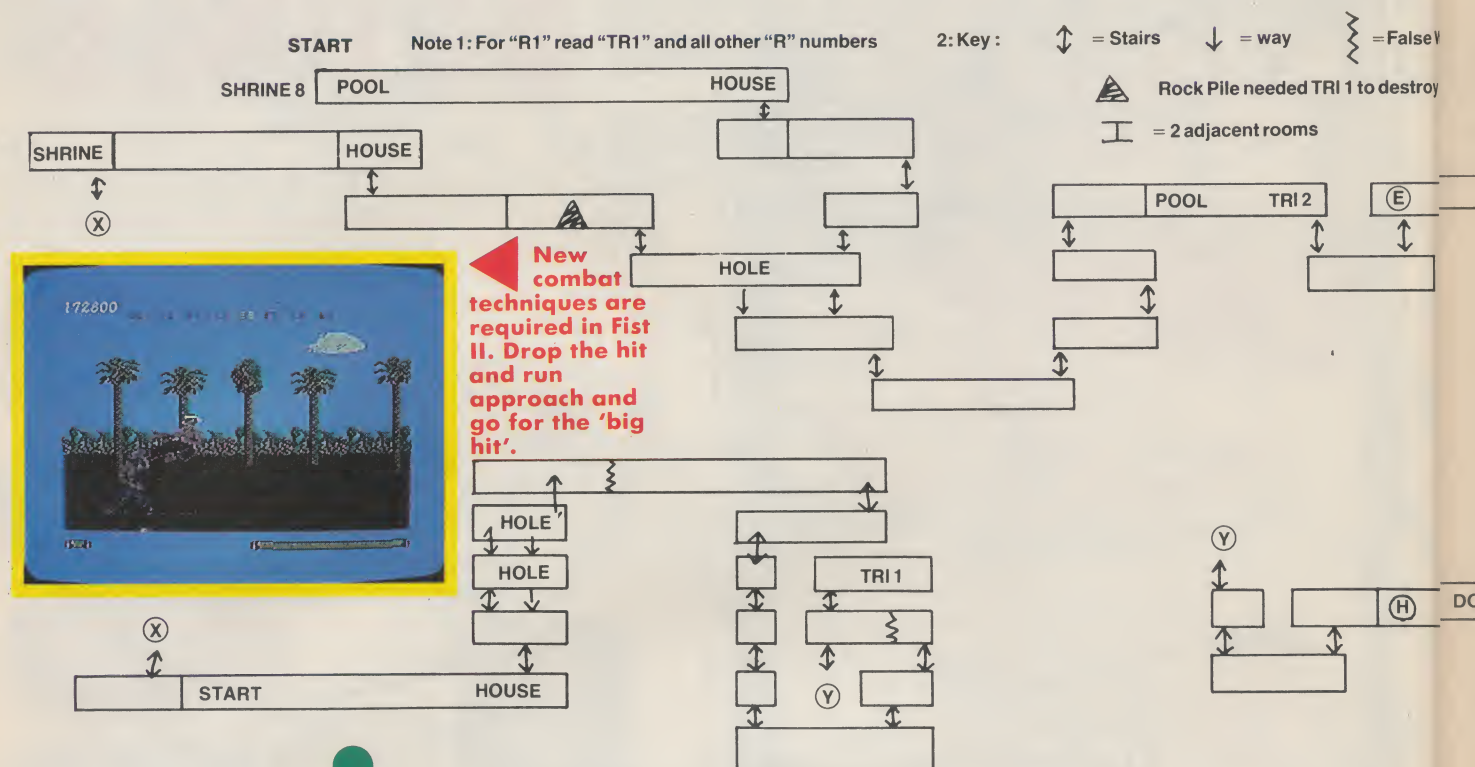 START Note 1: For "R1" read "TR1" and all other "R" numbers 2: Key : = Stairs = way = False
Rock Pile needed TRI 1 to destroy
= 2 adjacent rooms
SHRINE 8 POOL HOUSE
SHRINE HOUSE
X
POOL TRI 2 E
HOLE
New
combat
techniques are
required in Fist
II. Drop the hit
and run
approach and
go for the 'big
hit'.
172800
HOLE
HOLE
TRI 1
Y
X
START HOUSE
Y
H